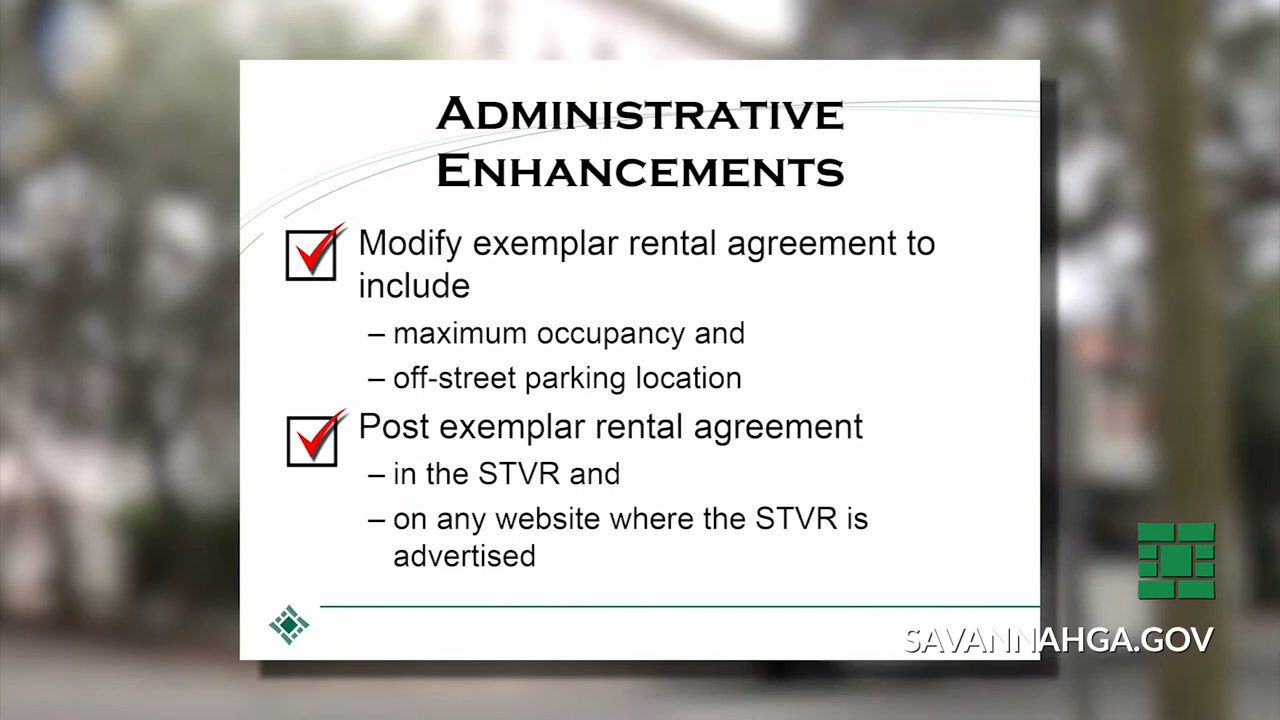 ADMINISTRATIVE
ENHANCEMENTS
Modify exemplar rental agreement to
include
– maximum occupancy and
– off-street parking location
Post exemplar rental agreement
– in the STVR and
– on any website where the STVR is
advertised
SAVANNAHGA.GOV